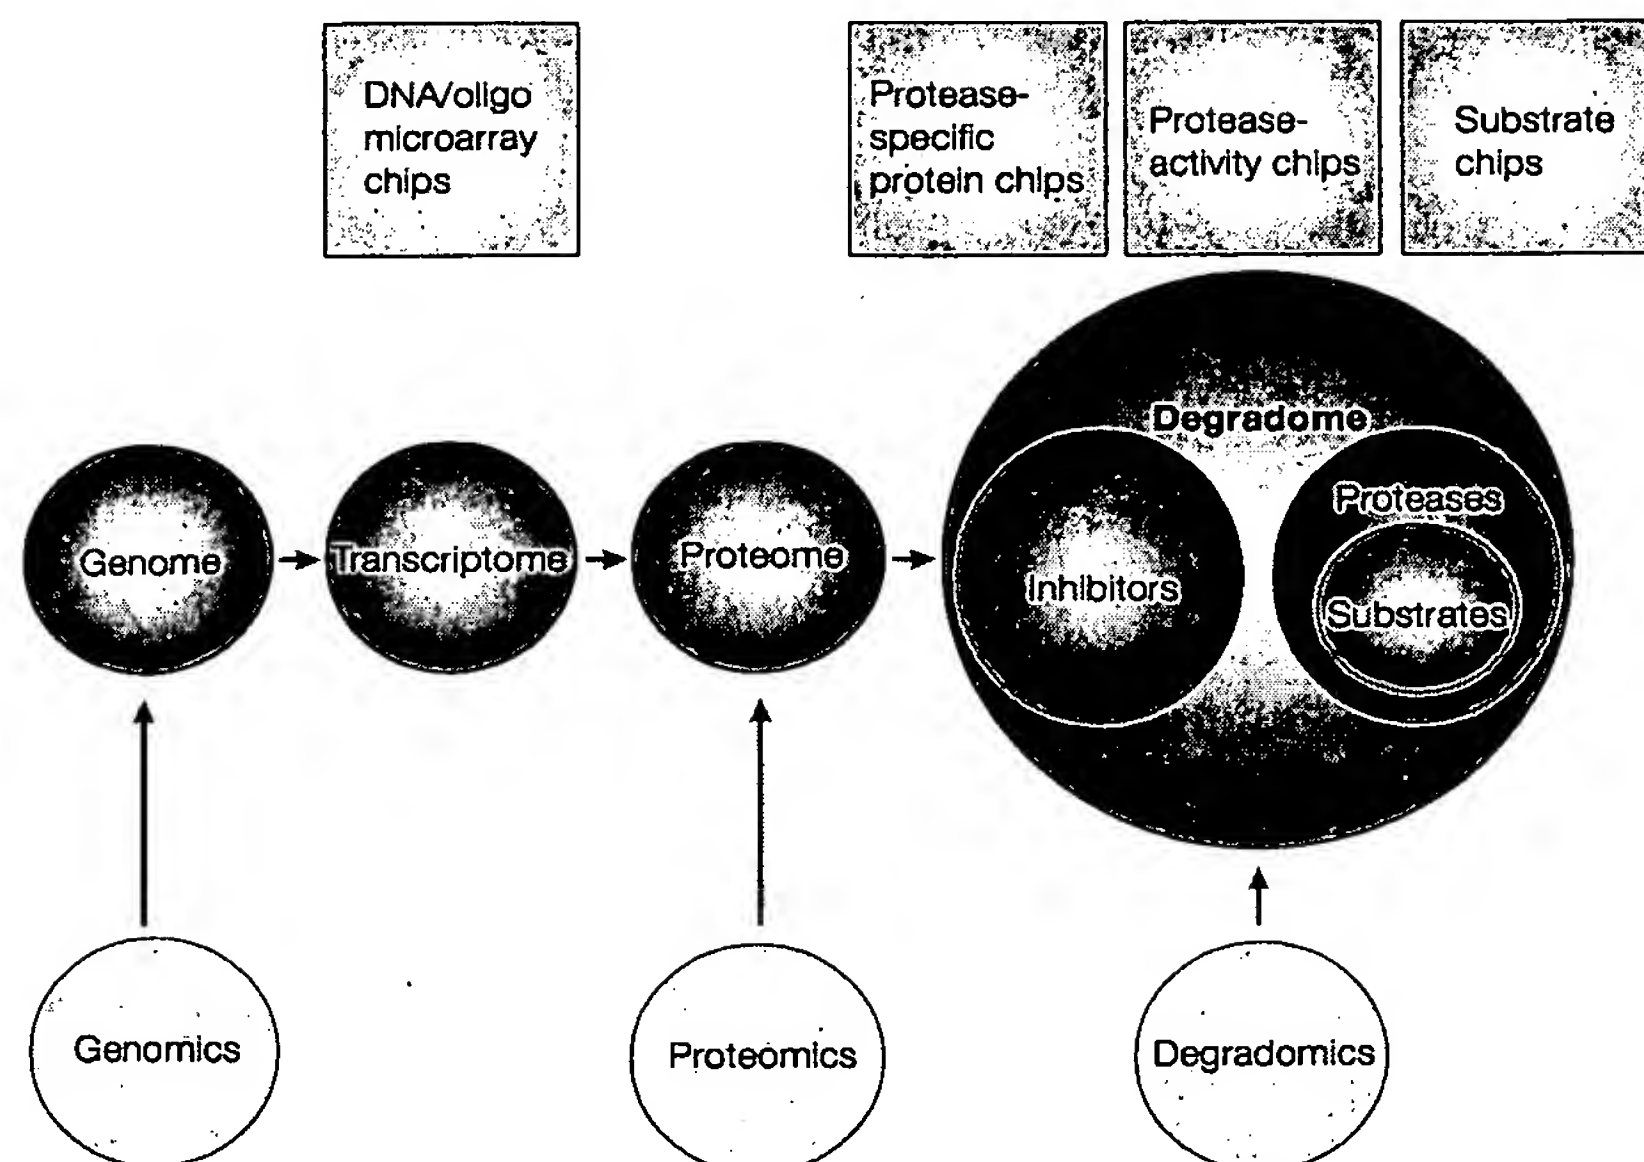 DNA/oligo
microarray
chips
Protease-
specific
protein chips
Protease-
activity chips
Substrate
chips
Degradome
Proteases
Genome
Transcriptome
Proteome
Inhibitors
Substrates
Genomics
Proteomics
Degradomics